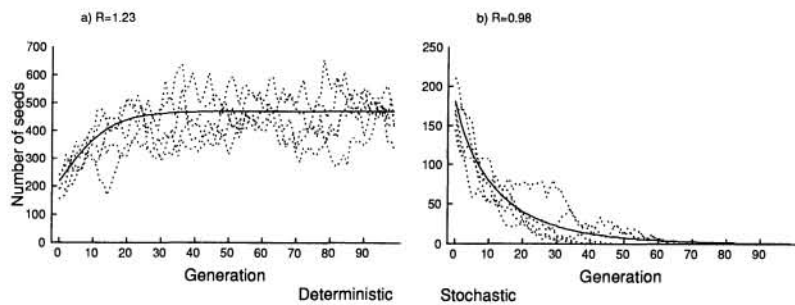 a) R=1.23
b) R=0.98
Number of seeds
700
600
500
400
300
200
100
0
0 10 20 30 40 50 60 70 80 90
Generation
250
200
150
100
50
0
0 10 20 30 40 50 60 70 80 90
Generation
Deterministic
Stochastic